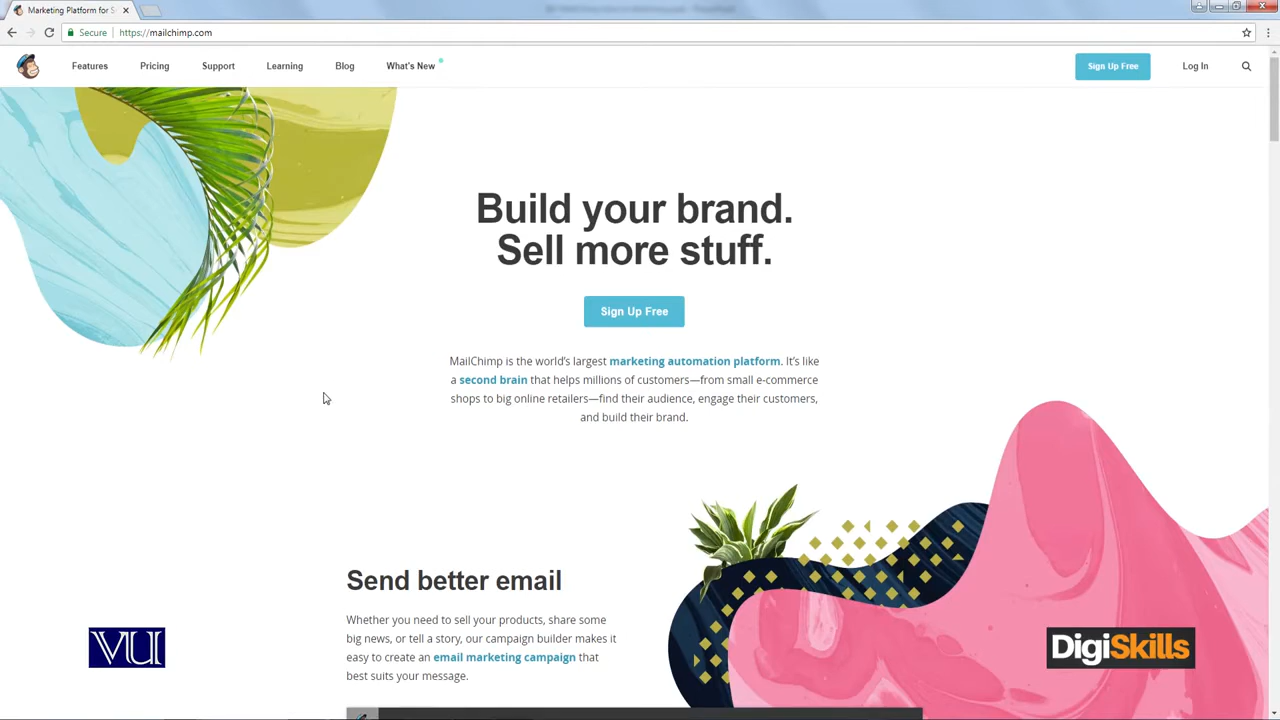 Marketing Platform for S
Secure https://mailchimp.com
Features Pricing Support Learning Blog What's New Sign Up Free Log In
Build your brand.
Sell more stuff.
Sign Up Free
MailChimp is the world's largest marketing automation platform. It's like
a second brain that helps millions of customers—from small e-commerce
shops to big online retailers—find their audience, engage their customers,
and build their brand.
Send better email
Whether you need to sell your products, share some
big news, or tell a story, our campaign builder makes it
easy to create an email marketing campaign that
best suits your message.
VU
DigiSkills